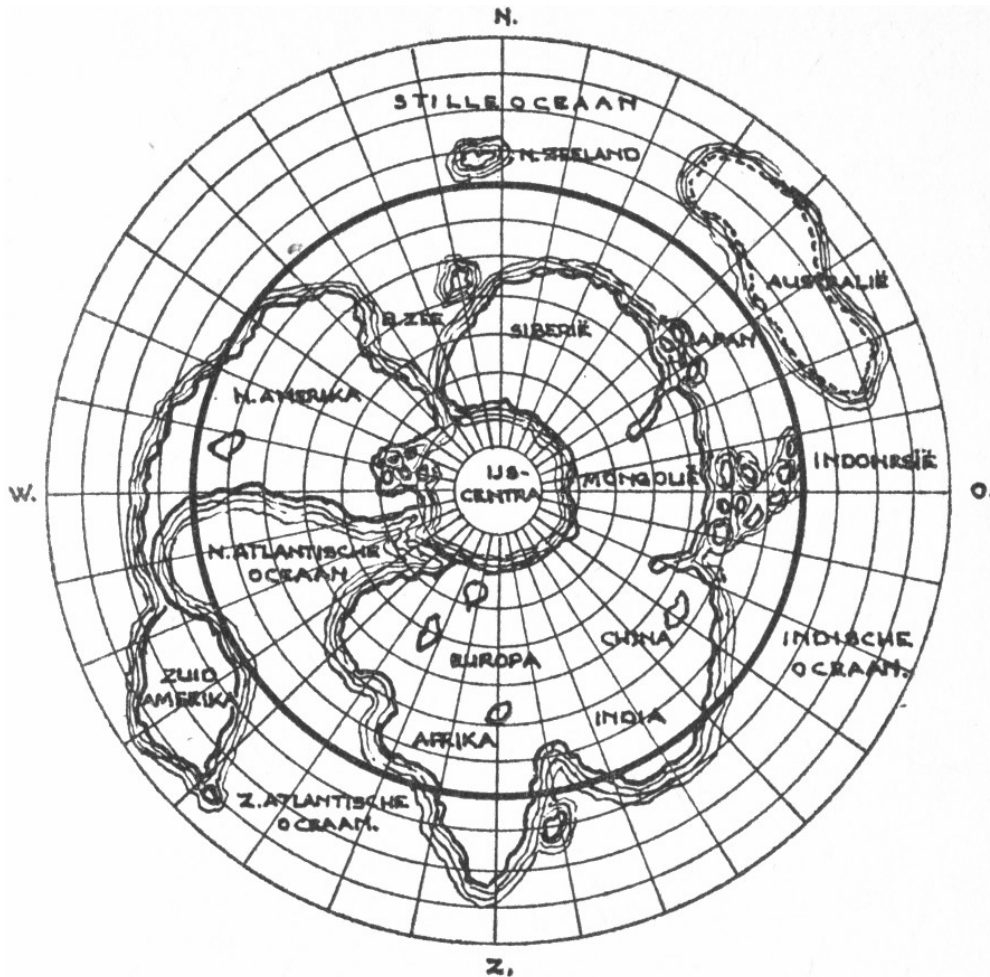 N.
STILLE OCEAAN
N. ZEELAND
AUSTRALIË
B. ZEE
SIBERIË
JAPAN
N. AMERIKA
INDONESIË
IJS-
CENTRA
MONGOLIË
W.
O.
N. ATLANTISCHE
OCEAAN
CHINA
INDISCHE
OCEAAN.
EUROPA
ZUID
AMERIKA
INDIA
AFRIKA
Z. ATLANTISCHE
OCEAAN.
Z.